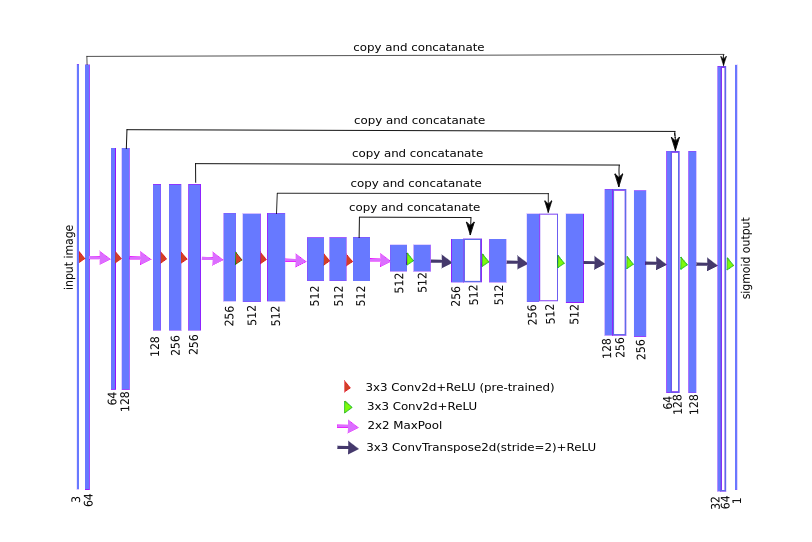 copy and concatanate
copy and concatanate
copy and concatanate
copy and concatanate
copy and concatanate
input image
sigmoid output
3
64
64
128
128
256
256
256
512
512
512
512
512
512
512
256
512
512
256
512
512
128
256
256
64
128
128
32
64
1
3x3 Conv2d+ReLU (pre-trained)
3x3 Conv2d+ReLU
2x2 MaxPool
3x3 ConvTranspose2d(stride=2)+ReLU